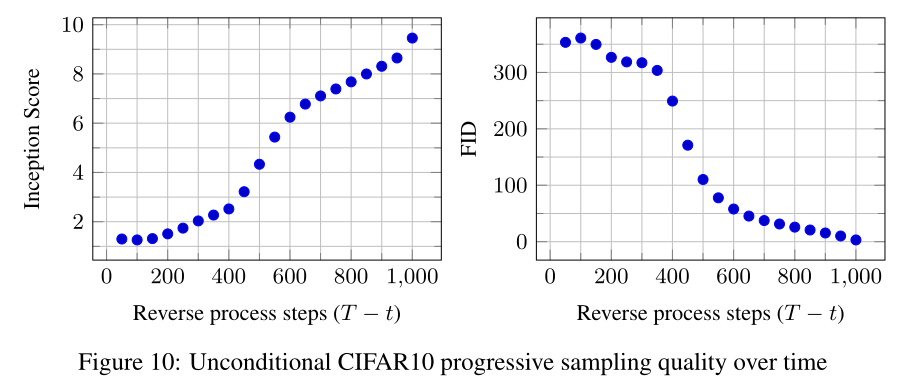 10
8
6
4
2
Inception Score
0 200 400 600 800 1,000
Reverse process steps (T − t)
300
200
100
0
FID
0 200 400 600 800 1,000
Reverse process steps (T − t)
Figure 10: Unconditional CIFAR10 progressive sampling quality over time